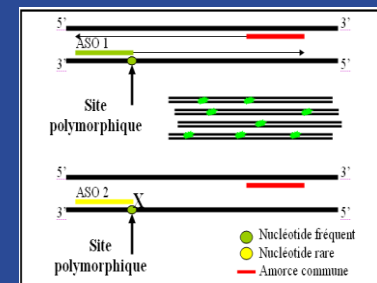 5' 3'
ASO 1
3' 5'
Site
polymorphique
5' 3'
ASO 2 X
3' 5'
Site
polymorphique
Nucléotide fréquent
Nucléotide rare
Amorce commune